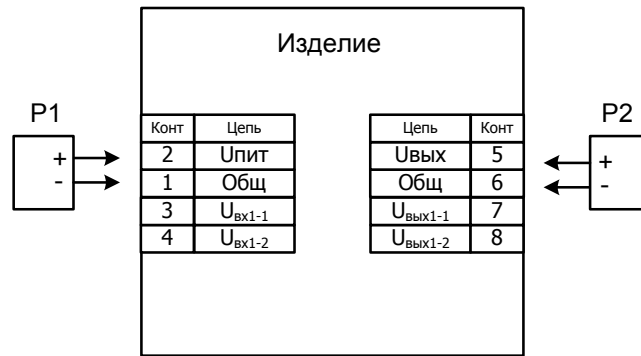 Изделие
P1
P2
Конт Цепь
Цепь Конт
+ 2 Uпит
Uвых 5 +
- 1 Общ
Общ 6 -
3 Uвх1-1
Uвых1-1 7
4 Uвх1-2
Uвых1-2 8